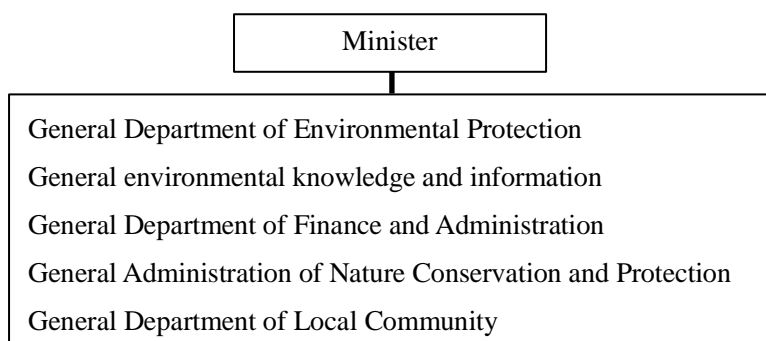 Minister
General Department of Environmental Protection
General environmental knowledge and information
General Department of Finance and Administration
General Administration of Nature Conservation and Protection
General Department of Local Community